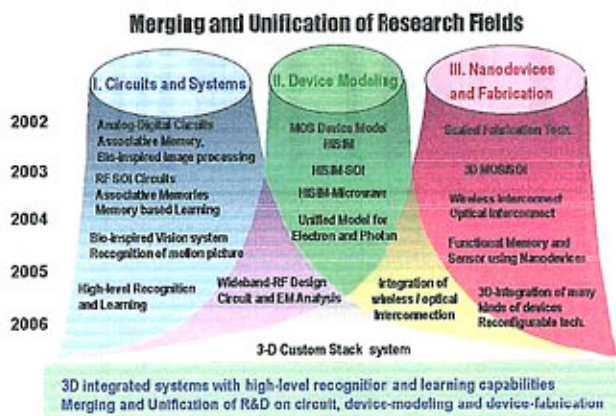 Merging and Unification of Research Fields
I. Circuits and Systems
II. Device Modeling
III. Nanodevices
and Fabrication
2002
2003
2004
2005
2006
Analog-Digital Circuits
Associative Memory,
Bio-inspired Image processing
RF SOI Circuits
Associative Memories
Memory based Learning
Bio-inspired Vision system
Recognition of motion picture
High-level Recognition
and Learning
MOS Device Model
HiSIM
HiSIM-SOI
HiSIM-Microwave
Unified Model for
Electron and Photon
Wideband-RF Design
Circuit and EM Analysis
Scaled Fabrication Tech.
3D MOS/SOI
Wireless Interconnect
Optical Interconnect
Functional Memory and
Sensor using Nanodevices
Integration of
wireless / optical
Interconnection
3D-Integration of many
kinds of devices
Reconfigurable tech.
3-D Custom Stack system
3D integrated systems with high-level recognition and learning capabilities
Merging and Unification of R&D on circuit, device-modeling and device-fabrication